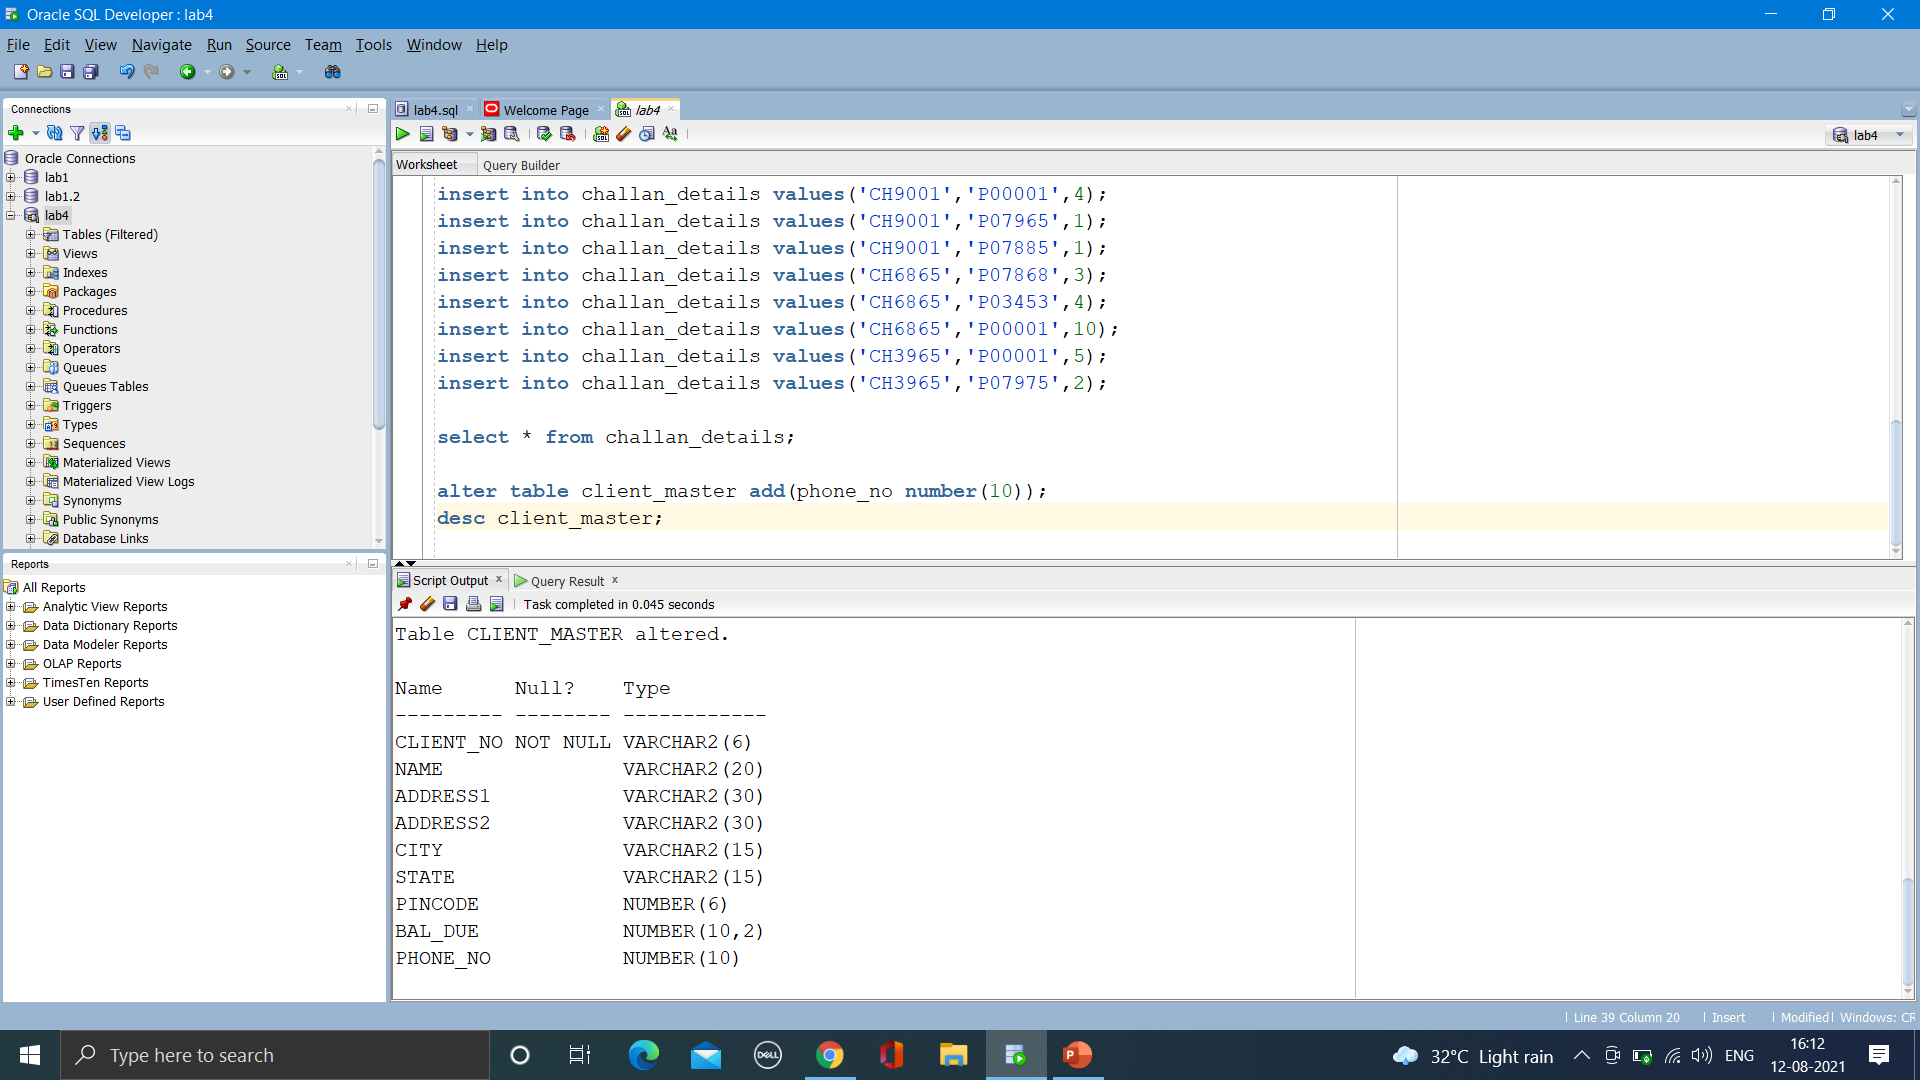 Oracle SQL Developer : lab4
File Edit View Navigate Run Source Team Tools Window Help
Connections
Oracle Connections
lab1
lab1.2
lab4
Tables (Filtered)
Views
Indexes
Packages
Procedures
Functions
Operators
Queues
Queues Tables
Triggers
Types
Sequences
Materialized Views
Materialized View Logs
Synonyms
Public Synonyms
Database Links
Reports
All Reports
Analytic View Reports
Data Dictionary Reports
Data Modeler Reports
OLAP Reports
TimesTen Reports
User Defined Reports
lab4.sql Welcome Page lab4
lab4
Worksheet Query Builder
insert into challan_details values('CH9001','P00001',4);
insert into challan_details values('CH9001','P07965',1);
insert into challan_details values('CH9001','P07885',1);
insert into challan_details values('CH6865','P07868',3);
insert into challan_details values('CH6865','P03453',4);
insert into challan_details values('CH6865','P00001',10);
insert into challan_details values('CH3965','P00001',5);
insert into challan_details values('CH3965','P07975',2);
select * from challan_details;
alter table client_master add(phone_no number(10));
desc client_master;
Script Output x Query Result x
Task completed in 0.045 seconds
Table CLIENT_MASTER altered.
Name Null? Type
--------- -------- ------------
CLIENT_NO NOT NULL VARCHAR2(6)
NAME VARCHAR2(20)
ADDRESS1 VARCHAR2(30)
ADDRESS2 VARCHAR2(30)
CITY VARCHAR2(15)
STATE VARCHAR2(15)
PINCODE NUMBER(6)
BAL_DUE NUMBER(10,2)
PHONE_NO NUMBER(10)
Line 39 Column 20 Insert Modified Windows: CR
Type here to search
DELL
32°C Light rain
ENG
16:12
12-08-2021